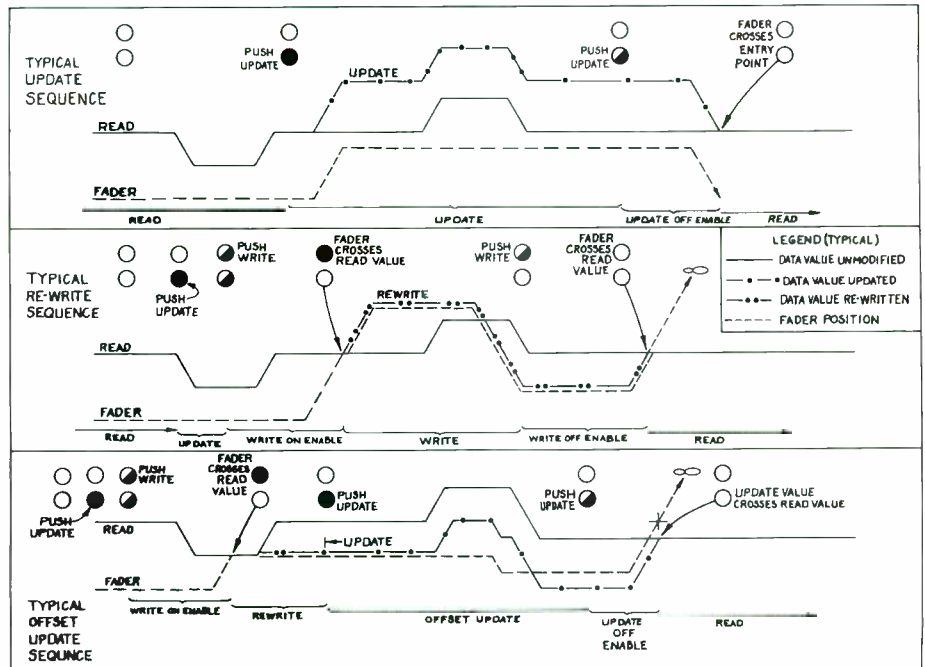 TYPICAL
UPDATE
SEQUENCE
PUSH
UPDATE
UPDATE
PUSH
UPDATE
FADER
CROSSES
ENTRY
POINT
READ
FADER
READ
UPDATE
UPDATE OFF ENABLE
READ
TYPICAL
RE-WRITE
SEQUENCE
PUSH
WRITE
PUSH
UPDATE
FADER
CROSSES
READ VALUE
REWRITE
PUSH
WRITE
FADER
CROSSES
READ
VALUE
LEGEND (TYPICAL)
DATA VALUE UNMODIFIED
DATA VALUE UPDATED
DATA VALUE RE-WRITTEN
FADER POSITION
READ
FADER
READ
UPDATE
WRITE ON ENABLE
WRITE
WRITE OFF ENABLE
READ
PUSH
WRITE
PUSH
UPDATE
FADER
CROSSES
READ
VALUE
PUSH
UPDATE
UPDATE
PUSH
UPDATE
UPDATE VALUE
CROSSES READ VALUE
READ
FADER
WRITE ON ENABLE
REWRITE
OFFSET UPDATE
UPDATE
OFF
ENABLE
READ
TYPICAL
OFFSET
UPDATE
SEQUNCE